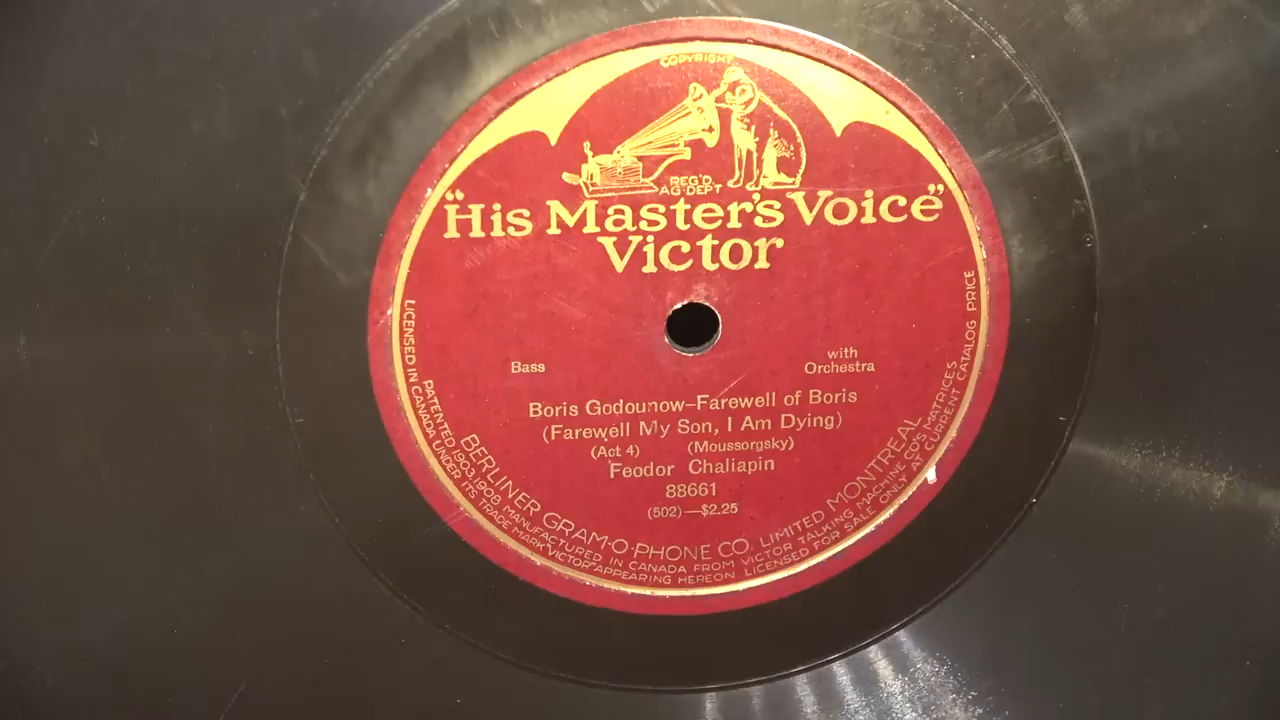 COPYRIGHT
REG'D.
AG. DEPT
"His Master's Voice"
Victor
Bass
with
Orchestra
Boris Godounow–Farewell of Boris
(Farewell My Son, I Am Dying)
(Act 4) (Moussorgsky)
Feodor Chaliapin
88661
(502)—$2.25
BERLINER GRAM-O-PHONE CO. LIMITED MONTREAL
PATENTED 1903, 1908 MANUFACTURED IN CANADA FROM VICTOR TALKING MACHINE CO'S MATRICES
LICENSED IN CANADA UNDER ITS TRADE MARK "VICTOR" APPEARING HEREON LICENSED FOR SALE ONLY AT CURRENT CATALOG PRICE